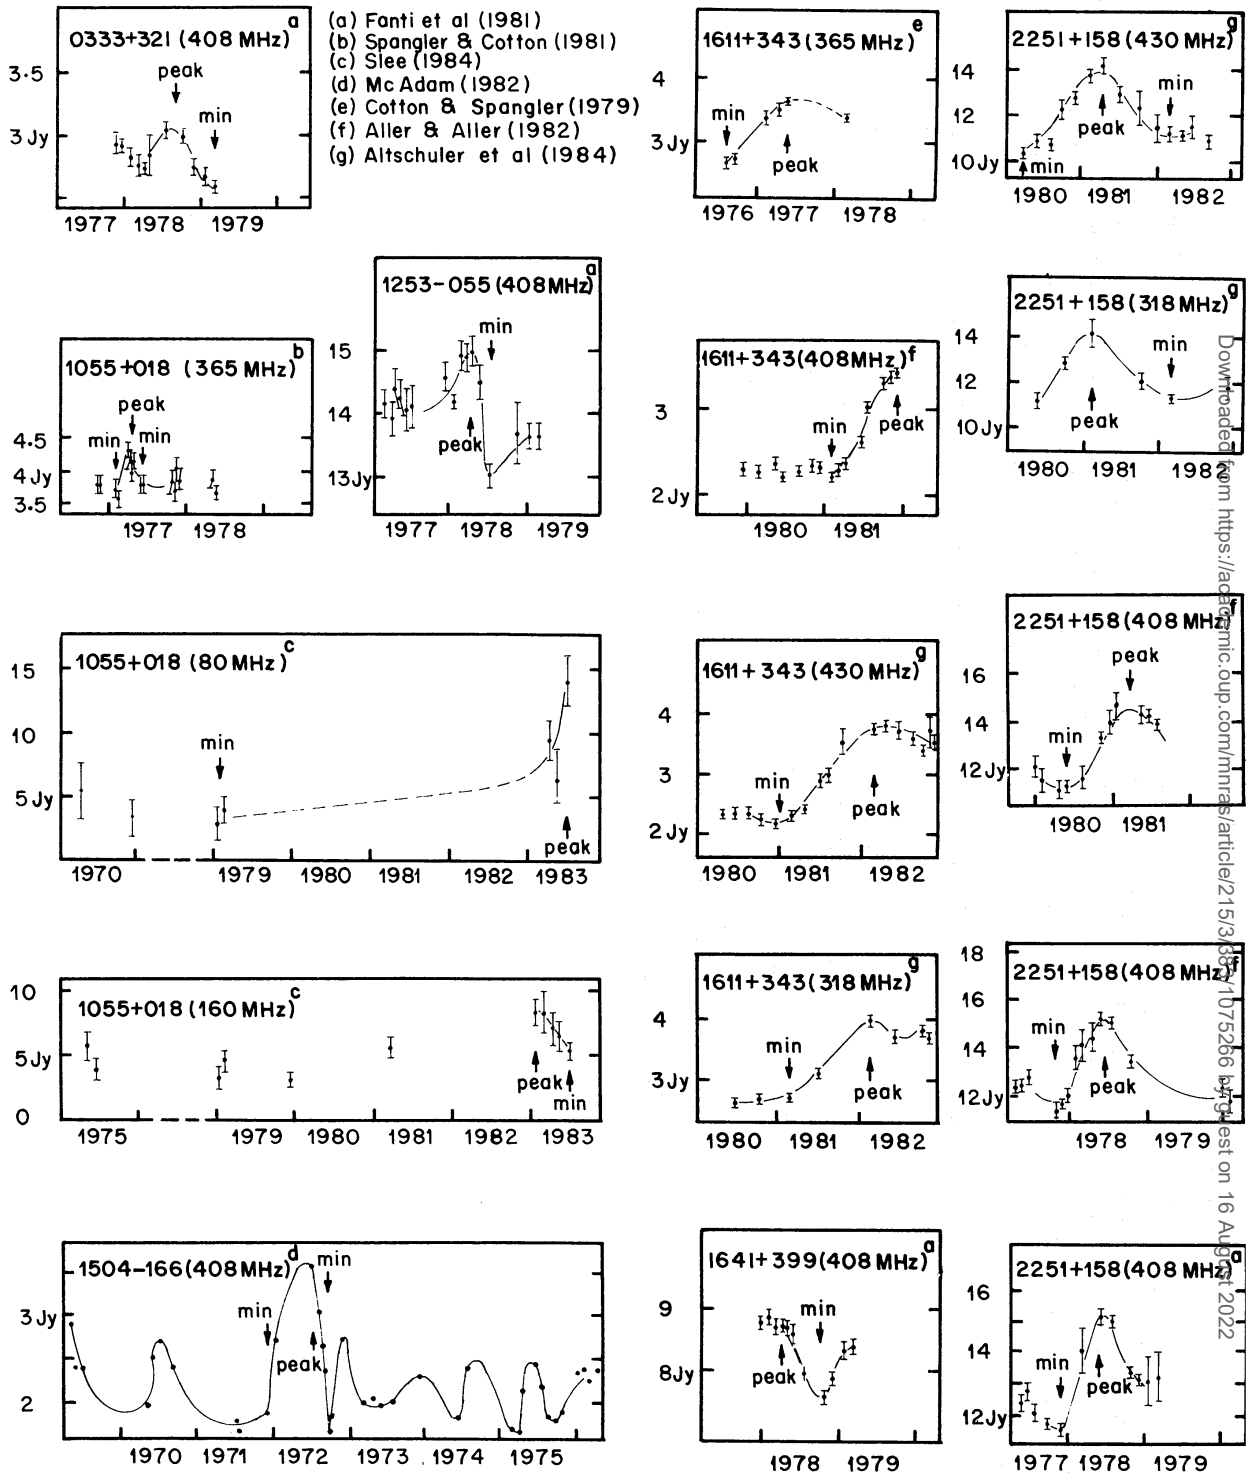 (a) Fanti et al (1981)
(b) Spangler & Cotton (1981)
(c) Slee (1984)
(d) Mc Adam (1982)
(e) Cotton & Spangler (1979)
(f) Aller & Aller (1982)
(g) Altschuler et al (1984)
0333+321 (408 MHz) a
3.5
3 Jy
peak
min
1977 1978 1979
1611+343 (365 MHz) e
4
3 Jy
min
peak
1976 1977 1978
2251+158 (430 MHz) g
14
12
10 Jy
min
peak
min
1980 1981 1982
1055+018 (365 MHz) b
4.5
4 Jy
3.5
peak
min min
1977 1978
1253-055 (408 MHz) a
15
14
13 Jy
min
peak
1977 1978 1979
1611+343 (408 MHz) f
3
2 Jy
min
peak
1980 1981
2251+158 (318 MHz) g
14
12
10 Jy
min
peak
1980 1981 1982
1055+018 (80 MHz) c
15
10
5 Jy
min
peak
1970 1979 1980 1981 1982 1983
1611+343 (430 MHz) g
4
3
2 Jy
min
peak
1980 1981 1982
2251+158 (408 MHz) f
16
14
12 Jy
peak
min
1980 1981
1055+018 (160 MHz) c
10
5 Jy
0
peak
min
1975 1979 1980 1981 1982 1983
1611+343 (318 MHz) g
4
3 Jy
min
peak
1980 1981 1982
2251+158 (408 MHz) f
18
16
14
12 Jy
min
peak
1978 1979
1504-166 (408 MHz) d
3 Jy
2
min
min
peak
1970 1971 1972 1973 1974 1975
1641+399 (408 MHz) a
9
8 Jy
min
peak
1978 1979
2251+158 (408 MHz) a
16
14
12 Jy
min
peak
1977 1978 1979
Downloaded from https://academic.oup.com/mnras/article/215/3/383/1075266 by guest on 16 August 2022